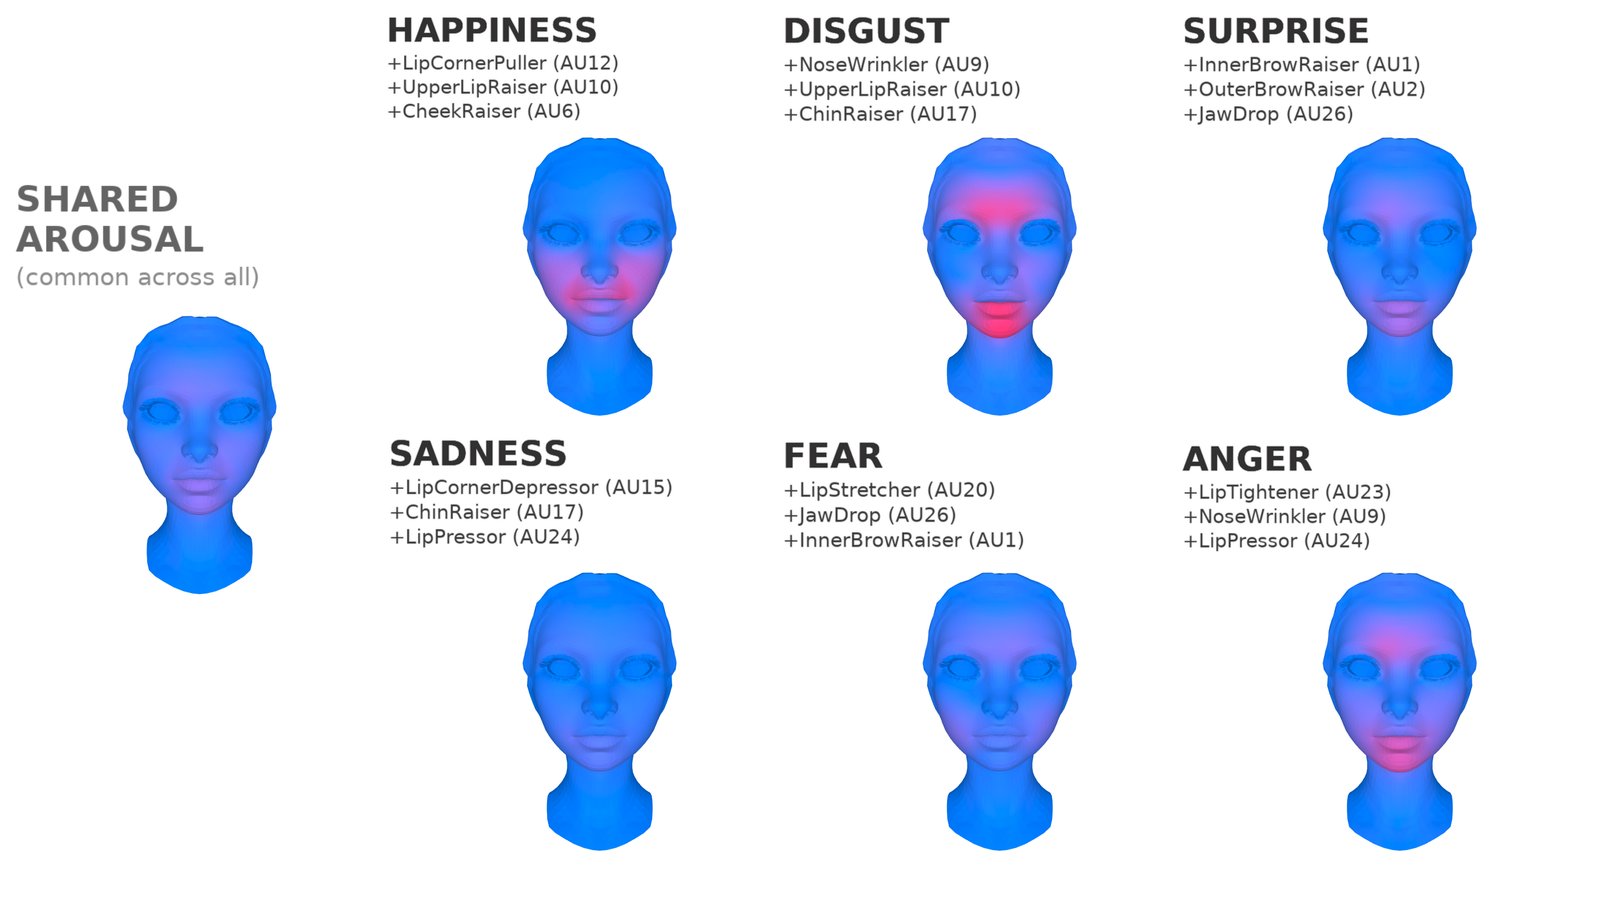 SHARED
AROUSAL
(common across all)
HAPPINESS
+LipCornerPuller (AU12)
+UpperLipRaiser (AU10)
+CheekRaiser (AU6)
DISGUST
+NoseWrinkler (AU9)
+UpperLipRaiser (AU10)
+ChinRaiser (AU17)
SURPRISE
+InnerBrowRaiser (AU1)
+OuterBrowRaiser (AU2)
+JawDrop (AU26)
SADNESS
+LipCornerDepressor (AU15)
+ChinRaiser (AU17)
+LipPressor (AU24)
FEAR
+LipStretcher (AU20)
+JawDrop (AU26)
+InnerBrowRaiser (AU1)
ANGER
+LipTightener (AU23)
+NoseWrinkler (AU9)
+LipPressor (AU24)